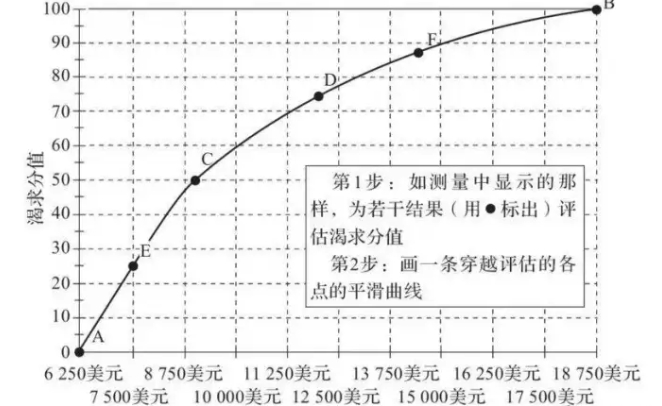 100
B
90
F
80
D
70
60
C
50
40
30
E
20
10
A
0
渴求分值
第1步：如测量中显示的那
样，为若干结果（用●标出）评
估渴求分值
第2步：画一条穿越评估的各
点的平滑曲线
6 250美元 8 750美元 11 250美元 13 750美元 16 250美元 18 750美元
7 500美元 10 000美元 12 500美元 15 000美元 17 500美元